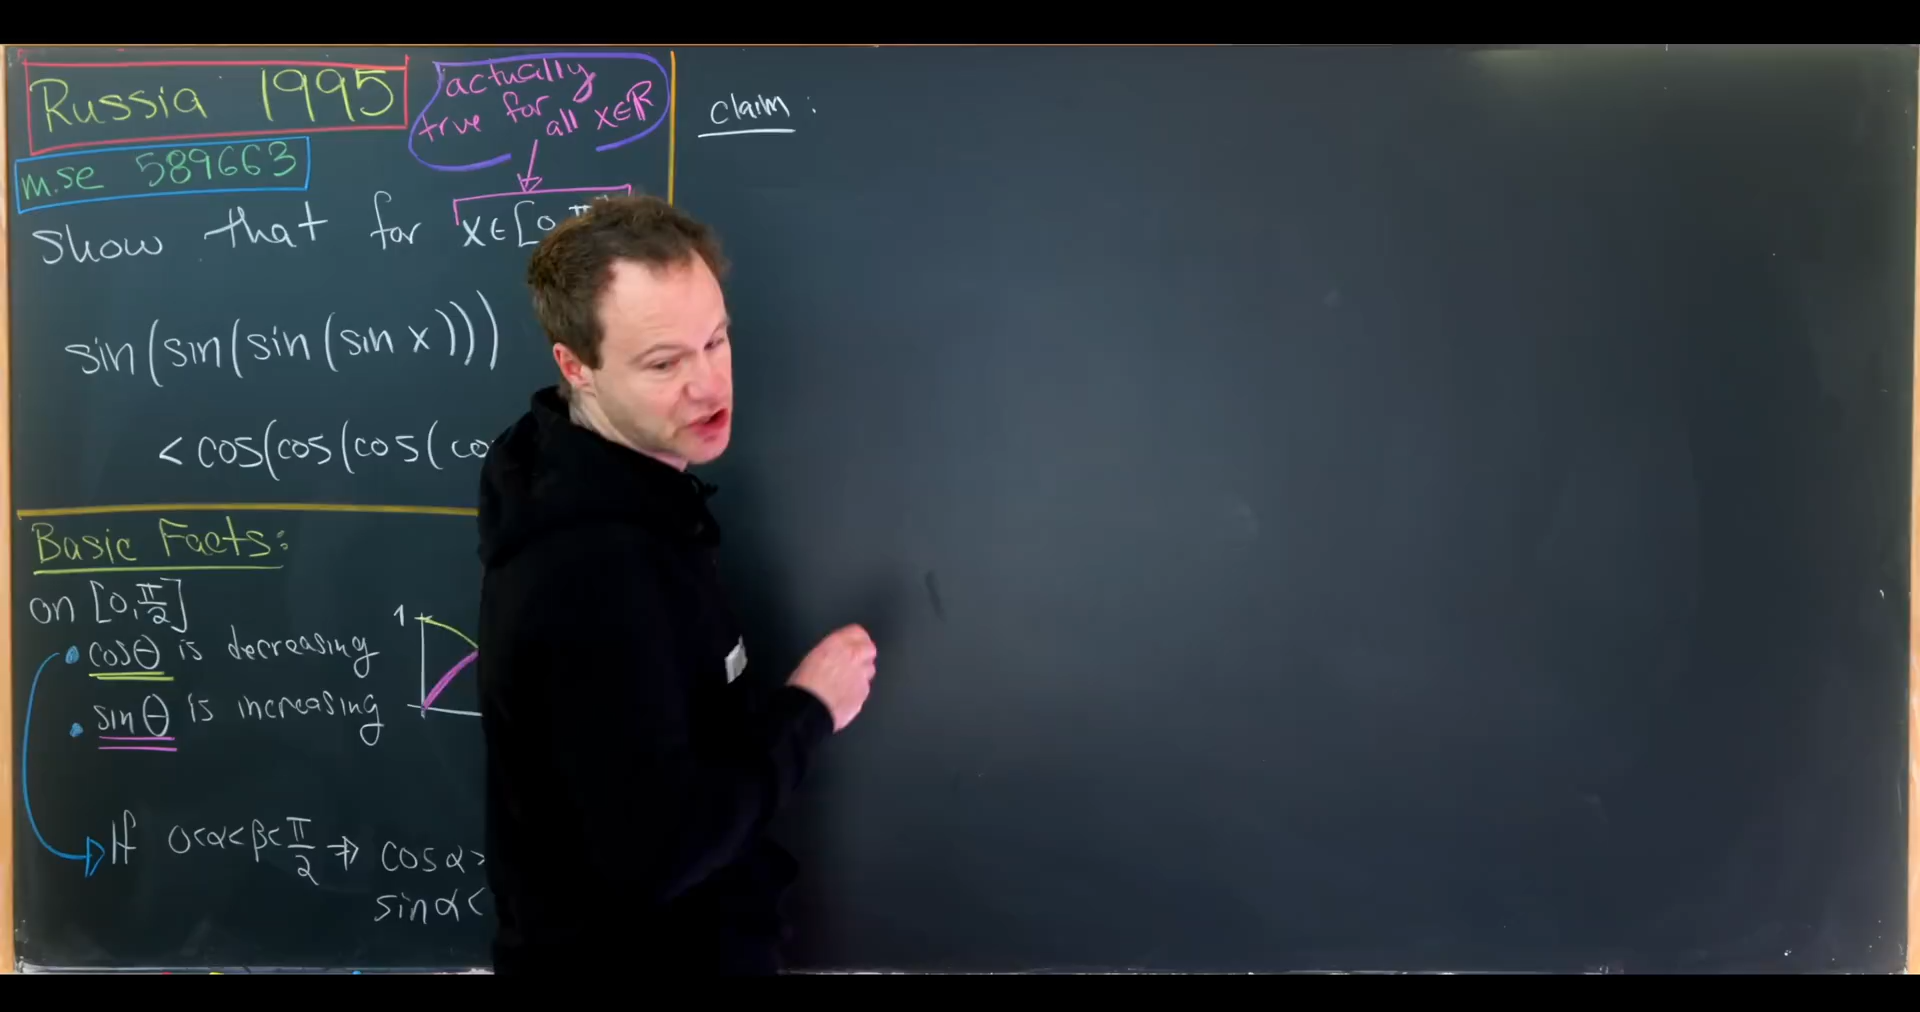 Russia 1995
actually
true for
all x∈ℝ
m.se 589663
show that for x∈[0,
sin(sin(sin(sin x)))
< cos(cos(cos(co
Basic Facts:
on [0, π/2]
• cosθ is decreasing
• sinθ is increasing
1
If 0<α<β<π/2 ⇒ cosα>
sinα<
claim :